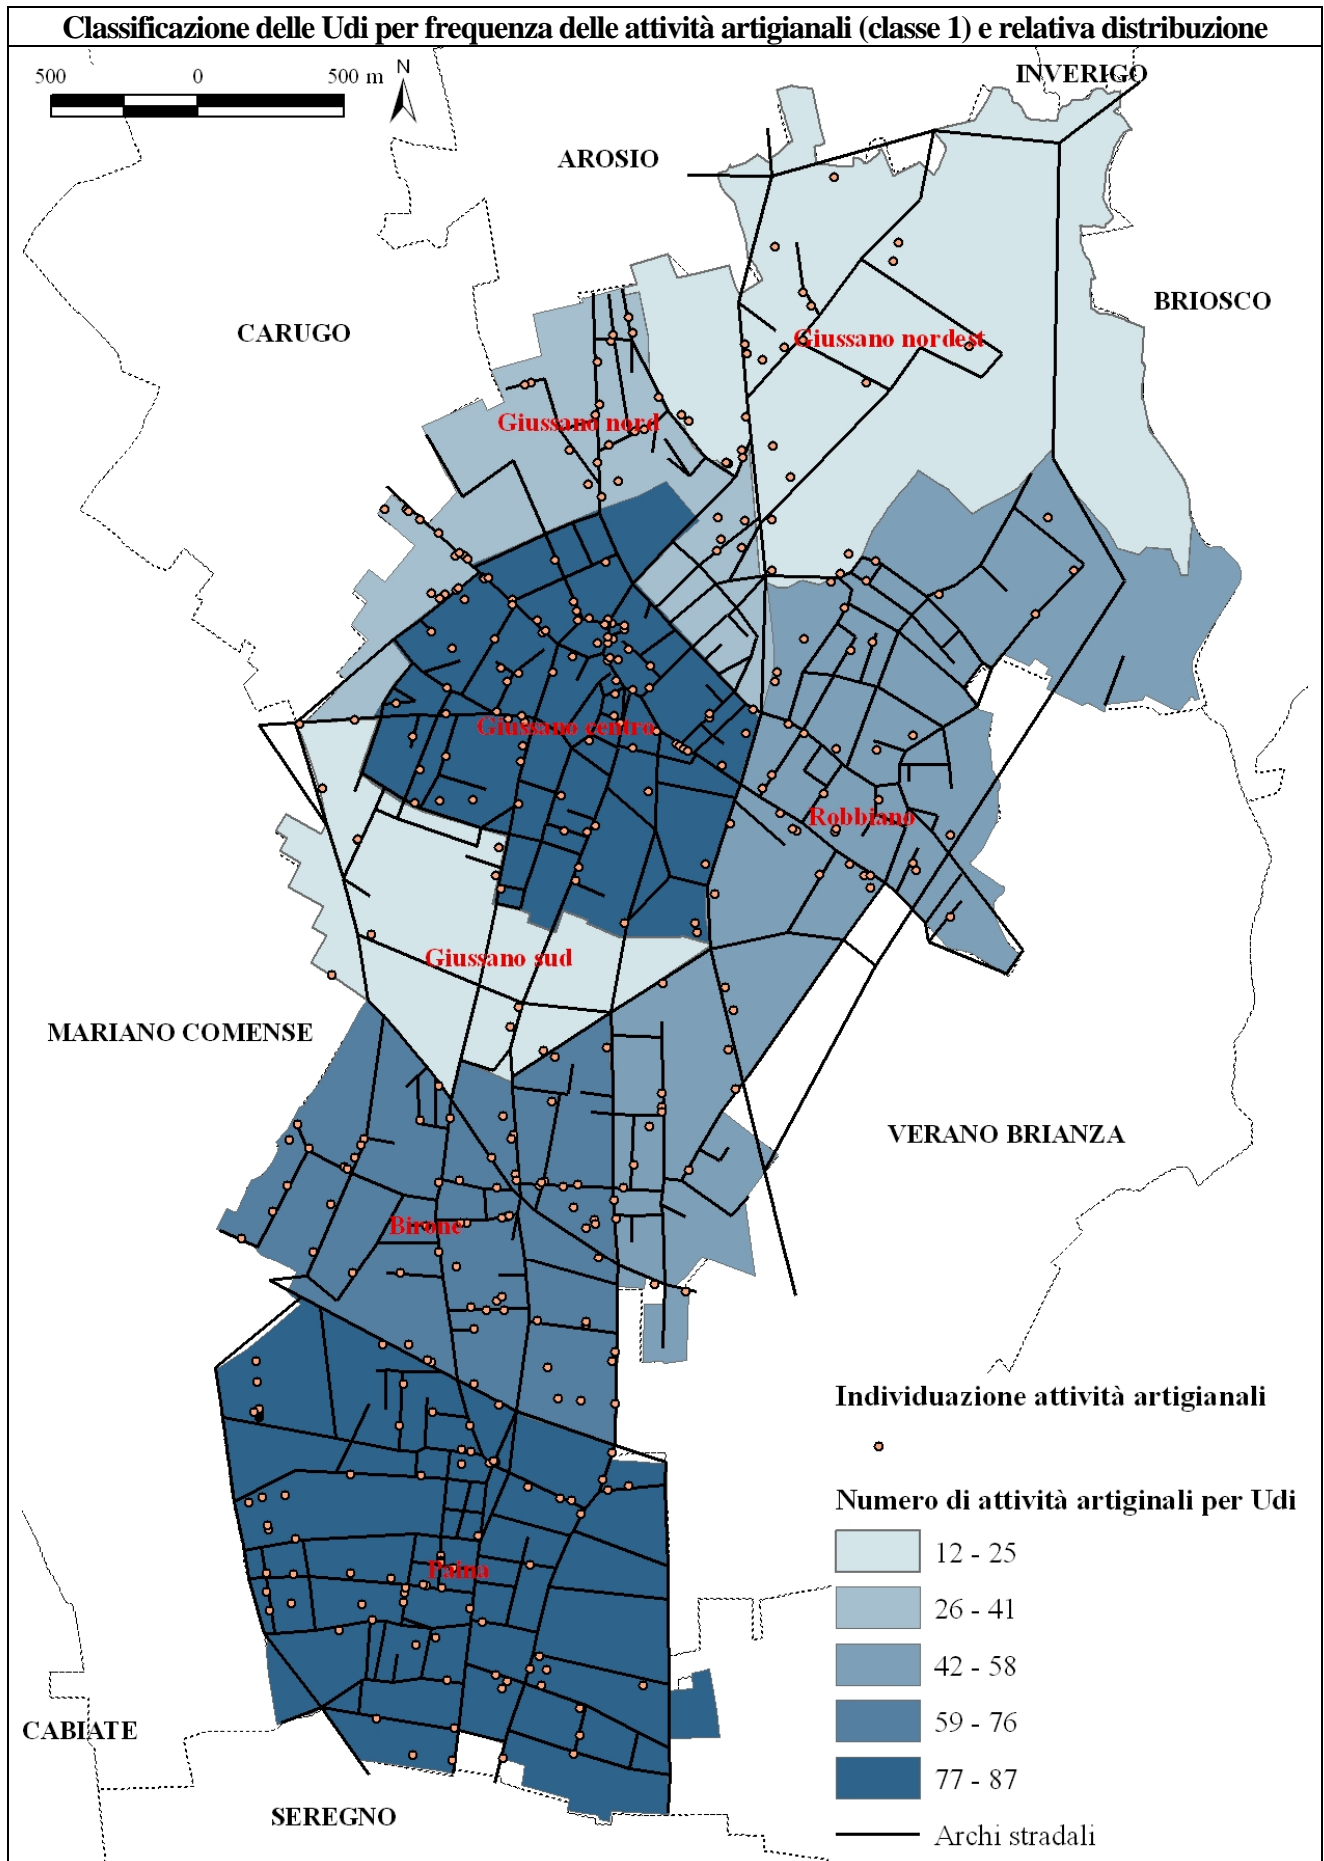 Classificazione delle Udi per frequenza delle attività artigianali (classe 1) e relativa distribuzione
500 0 500 m N
INVERIGO
AROSIO
BRIOSCO
CARUGO
Giussano nordest
Giussano nord
Giussano centro
Robbiano
Giussano sud
MARIANO COMENSE
VERANO BRIANZA
Birone
Individuazione attività artigianali
Numero di attività artiginali per Udi
12 - 25
Paina
26 - 41
42 - 58
59 - 76
CABIATE
77 - 87
SEREGNO
Archi stradali